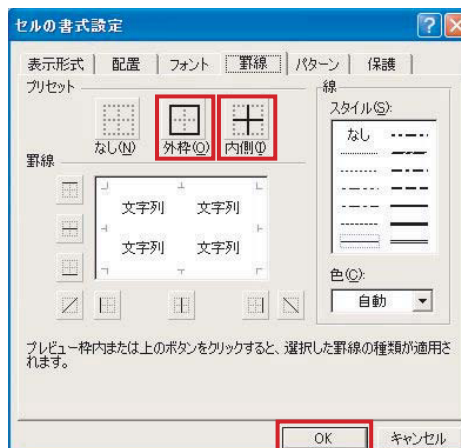 セルの書式設定
表示形式 配置 フォント 罫線 パターン 保護
プリセット
なし(N) 外枠(O) 内側(I)
線
スタイル(S):
なし
罫線
文字列 文字列
文字列 文字列
色(C):
自動
プレビュー枠内または上のボタンをクリックすると、選択した罫線の種類が適用さ
れます。
OK キャンセル